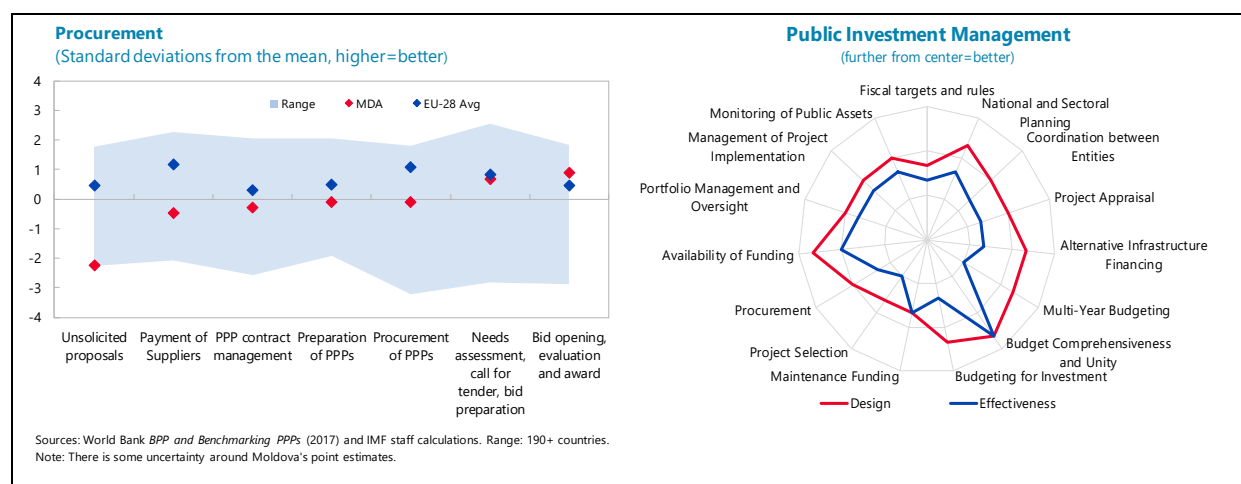 Procurement
(Standard deviations from the mean, higher=better)
4
3
2
1
0
-1
-2
-3
-4
Range
MDA
EU-28 Avg
Unsolicited
proposals
Payment of
Suppliers
PPP contract
management
Preparation
of PPPs
Procurement
of PPPs
Needs
assessment,
call for
tender, bid
preparation
Bid opening,
evaluation
and award
Sources: World Bank BPP and Benchmarking PPPs (2017) and IMF staff calculations. Range: 190+ countries.
Note: There is some uncertainty around Moldova's point estimates.
Public Investment Management
(further from center=better)
Fiscal targets and rules
National and Sectoral
Planning
Coordination between
Entities
Project Appraisal
Alternative Infrastructure
Financing
Multi-Year Budgeting
Budget Comprehensiveness
and Unity
Budgeting for Investment
Maintenance Funding
Project Selection
Procurement
Availability of Funding
Portfolio Management and
Oversight
Management of Project
Implementation
Monitoring of Public Assets
Design
Effectiveness